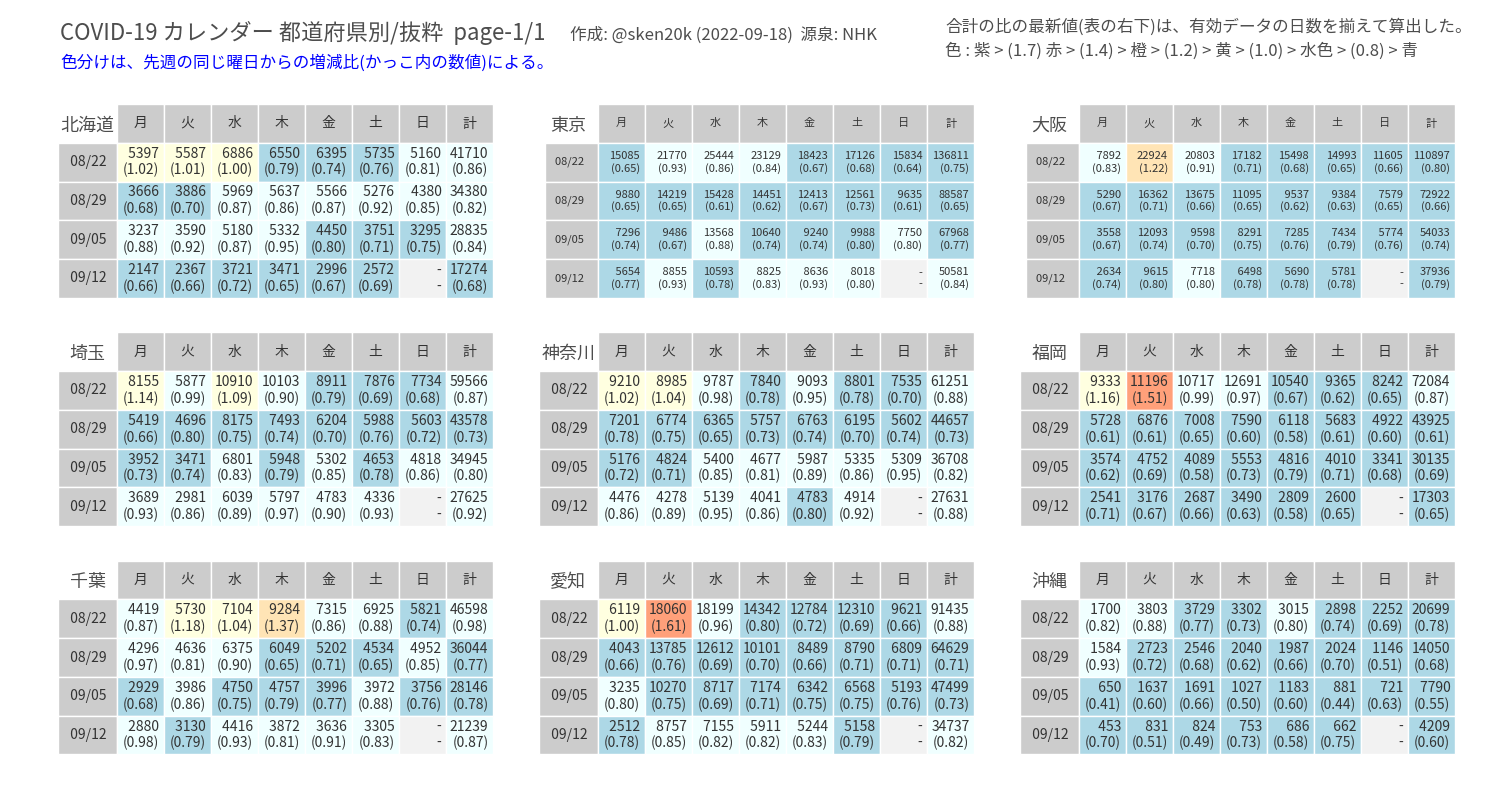 COVID-19 カレンダー 都道府県別/抜粋 page-1/1 作成: @sken20k (2022-09-18) 源泉: NHK
合計の比の最新値(表の右下)は、有効データの日数を揃えて算出した。
色分けは、先週の同じ曜日からの増減比(かっこ内の数値)による。
色 : 紫 > (1.7) 赤 > (1.4) > 橙 > (1.2) > 黄 > (1.0) > 水色 > (0.8) > 青
北海道 月 火 水 木 金 土 日 計
08/22 5397 5587 6886 6550 6395 5735 5160 41710
(1.02) (1.01) (1.00) (0.79) (0.74) (0.76) (0.81) (0.86)
08/29 3666 3886 5969 5637 5566 5276 4380 34380
(0.68) (0.70) (0.87) (0.86) (0.87) (0.92) (0.85) (0.82)
09/05 3237 3590 5180 5332 4450 3751 3295 28835
(0.88) (0.92) (0.87) (0.95) (0.80) (0.71) (0.75) (0.84)
09/12 2147 2367 3721 3471 2996 2572 - 17274
(0.66) (0.66) (0.72) (0.65) (0.67) (0.69) - (0.68)
東京 月 火 水 木 金 土 日 計
08/22 15085 21770 25444 23129 18423 17126 15834 136811
(0.65) (0.93) (0.86) (0.84) (0.67) (0.68) (0.64) (0.75)
08/29 9880 14219 15428 14451 12413 12561 9635 88587
(0.65) (0.65) (0.61) (0.62) (0.67) (0.73) (0.61) (0.65)
09/05 7296 9486 13568 10640 9240 9988 7750 67968
(0.74) (0.67) (0.88) (0.74) (0.74) (0.80) (0.80) (0.77)
09/12 5654 8855 10593 8825 8636 8018 - 50581
(0.77) (0.93) (0.78) (0.83) (0.93) (0.80) - (0.84)
大阪 月 火 水 木 金 土 日 計
08/22 7892 22924 20803 17182 15498 14993 11605 110897
(0.83) (1.22) (0.91) (0.71) (0.68) (0.65) (0.66) (0.80)
08/29 5290 16362 13675 11095 9537 9384 7579 72922
(0.67) (0.71) (0.66) (0.65) (0.62) (0.63) (0.65) (0.66)
09/05 3558 12093 9598 8291 7285 7434 5774 54033
(0.67) (0.74) (0.70) (0.75) (0.76) (0.79) (0.76) (0.74)
09/12 2634 9615 7718 6498 5690 5781 - 37936
(0.74) (0.80) (0.80) (0.78) (0.78) (0.78) - (0.79)
埼玉 月 火 水 木 金 土 日 計
08/22 8155 5877 10910 10103 8911 7876 7734 59566
(1.14) (0.99) (1.09) (0.90) (0.79) (0.69) (0.68) (0.87)
08/29 5419 4696 8175 7493 6204 5988 5603 43578
(0.66) (0.80) (0.75) (0.74) (0.70) (0.76) (0.72) (0.73)
09/05 3952 3471 6801 5948 5302 4653 4818 34945
(0.73) (0.74) (0.83) (0.79) (0.85) (0.78) (0.86) (0.80)
09/12 3689 2981 6039 5797 4783 4336 - 27625
(0.93) (0.86) (0.89) (0.97) (0.90) (0.93) - (0.92)
神奈川 月 火 水 木 金 土 日 計
08/22 9210 8985 9787 7840 9093 8801 7535 61251
(1.02) (1.04) (0.98) (0.78) (0.95) (0.78) (0.70) (0.88)
08/29 7201 6774 6365 5757 6763 6195 5602 44657
(0.78) (0.75) (0.65) (0.73) (0.74) (0.70) (0.74) (0.73)
09/05 5176 4824 5400 4677 5987 5335 5309 36708
(0.72) (0.71) (0.85) (0.81) (0.89) (0.86) (0.95) (0.82)
09/12 4476 4278 5139 4041 4783 4914 - 27631
(0.86) (0.89) (0.95) (0.86) (0.80) (0.92) - (0.88)
福岡 月 火 水 木 金 土 日 計
08/22 9333 11196 10717 12691 10540 9365 8242 72084
(1.16) (1.51) (0.99) (0.97) (0.67) (0.62) (0.65) (0.87)
08/29 5728 6876 7008 7590 6118 5683 4922 43925
(0.61) (0.61) (0.65) (0.60) (0.58) (0.61) (0.60) (0.61)
09/05 3574 4752 4089 5553 4816 4010 3341 30135
(0.62) (0.69) (0.58) (0.73) (0.79) (0.71) (0.68) (0.69)
09/12 2541 3176 2687 3490 2809 2600 - 17303
(0.71) (0.67) (0.66) (0.63) (0.58) (0.65) - (0.65)
千葉 月 火 水 木 金 土 日 計
08/22 4419 5730 7104 9284 7315 6925 5821 46598
(0.87) (1.18) (1.04) (1.37) (0.86) (0.88) (0.74) (0.98)
08/29 4296 4636 6375 6049 5202 4534 4952 36044
(0.97) (0.81) (0.90) (0.65) (0.71) (0.65) (0.85) (0.77)
09/05 2929 3986 4750 4757 3996 3972 3756 28146
(0.68) (0.86) (0.75) (0.79) (0.77) (0.88) (0.76) (0.78)
09/12 2880 3130 4416 3872 3636 3305 - 21239
(0.98) (0.79) (0.93) (0.81) (0.91) (0.83) - (0.87)
愛知 月 火 水 木 金 土 日 計
08/22 6119 18060 18199 14342 12784 12310 9621 91435
(1.00) (1.61) (0.96) (0.80) (0.72) (0.69) (0.66) (0.88)
08/29 4043 13785 12612 10101 8489 8790 6809 64629
(0.66) (0.76) (0.69) (0.70) (0.66) (0.71) (0.71) (0.71)
09/05 3235 10270 8717 7174 6342 6568 5193 47499
(0.80) (0.75) (0.69) (0.71) (0.75) (0.75) (0.76) (0.73)
09/12 2512 8757 7155 5911 5244 5158 - 34737
(0.78) (0.85) (0.82) (0.82) (0.83) (0.79) - (0.82)
沖縄 月 火 水 木 金 土 日 計
08/22 1700 3803 3729 3302 3015 2898 2252 20699
(0.82) (0.88) (0.77) (0.73) (0.80) (0.74) (0.69) (0.78)
08/29 1584 2723 2546 2040 1987 2024 1146 14050
(0.93) (0.72) (0.68) (0.62) (0.66) (0.70) (0.51) (0.68)
09/05 650 1637 1691 1027 1183 881 721 7790
(0.41) (0.60) (0.66) (0.50) (0.60) (0.44) (0.63) (0.55)
09/12 453 831 824 753 686 662 - 4209
(0.70) (0.51) (0.49) (0.73) (0.58) (0.75) - (0.60)